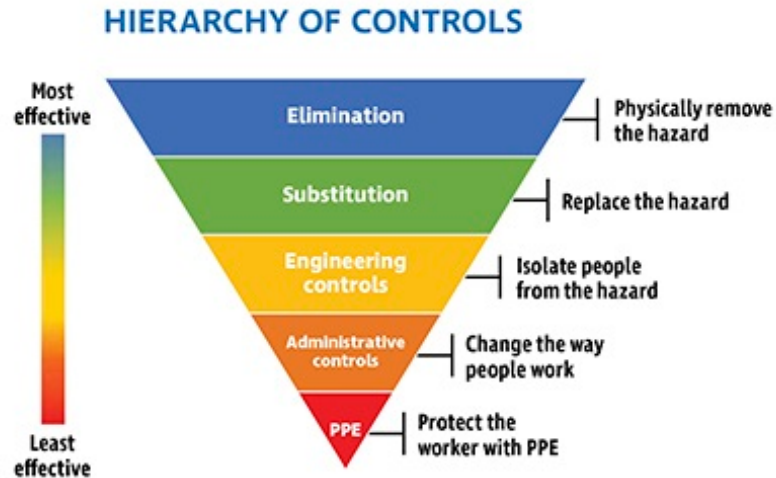 HIERARCHY OF CONTROLS
Most
effective
Elimination
Physically remove
the hazard
Substitution
Replace the hazard
Engineering
controls
Isolate people
from the hazard
Administrative
controls
Change the way
people work
PPE
Protect the
worker with PPE
Least
effective